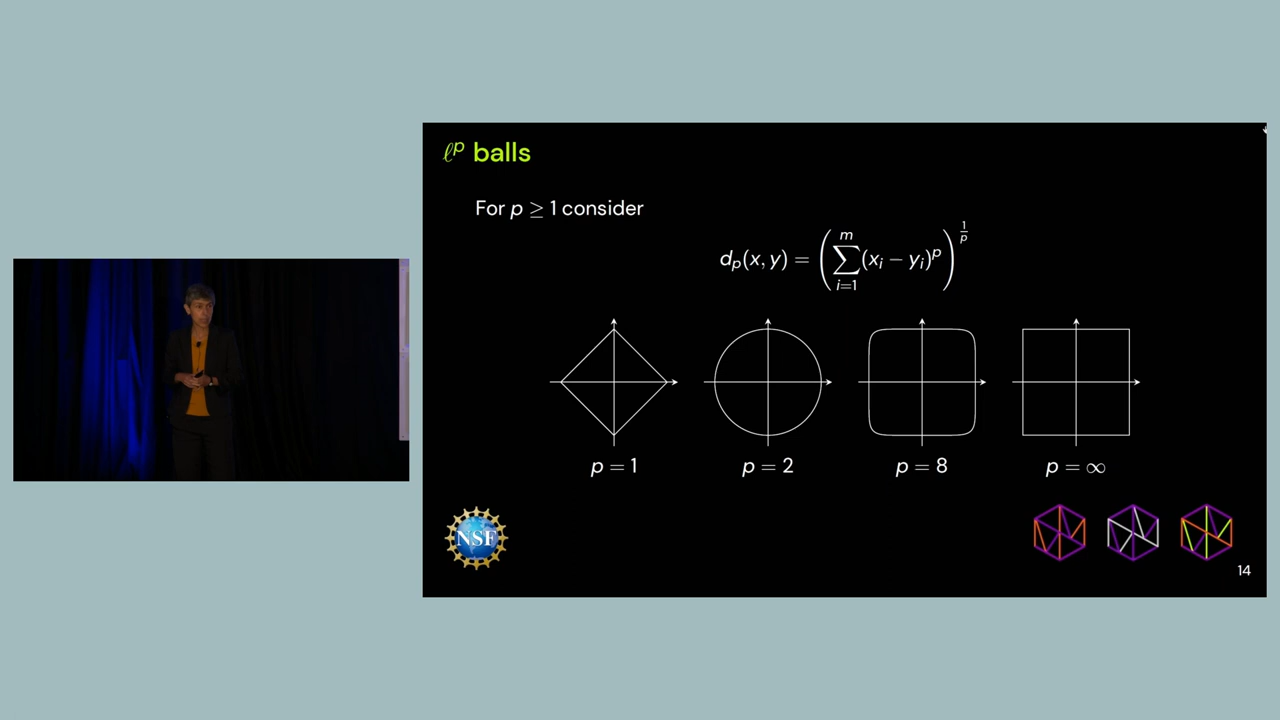 ℓᵖ balls
For p ≥ 1 consider
dₚ(x, y) = (∑ᵢ₌₁ᵐ (xᵢ − yᵢ)ᵖ)^(1/p)
p = 1 p = 2 p = 8 p = ∞
NSF
14